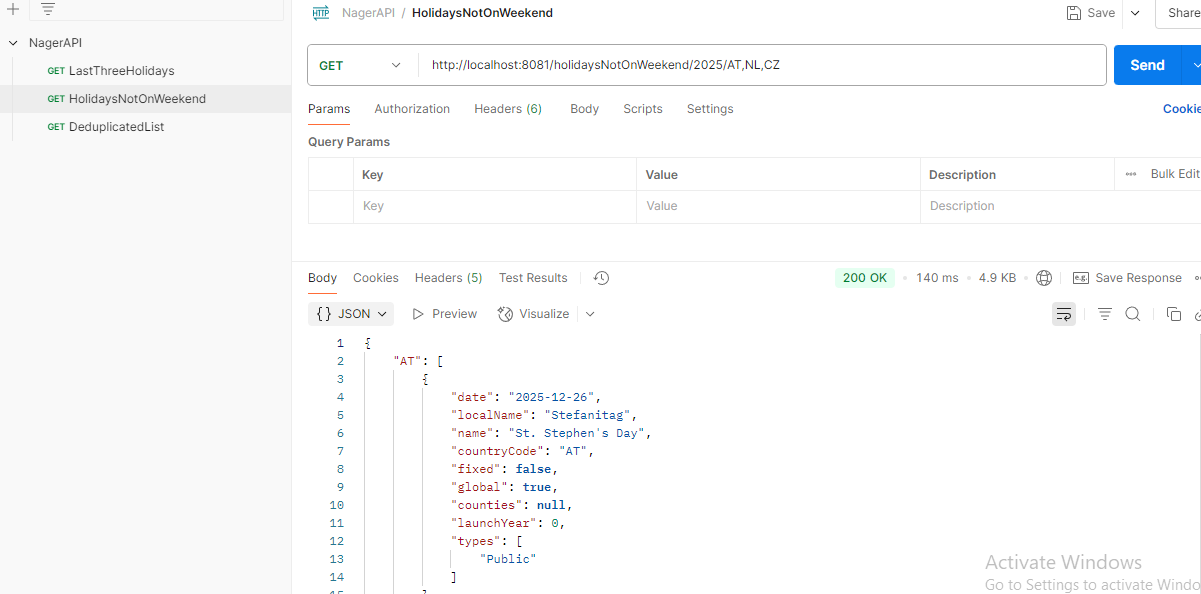 HTTP NagerAPI / HolidaysNotOnWeekend Save Share
NagerAPI
GET LastThreeHolidays
GET HolidaysNotOnWeekend
GET DeduplicatedList
GET http://localhost:8081/holidaysNotOnWeekend/2025/AT,NL,CZ Send
Params Authorization Headers (6) Body Scripts Settings Cookie
Query Params
Key Value Description ••• Bulk Edit
Key Value Description
Body Cookies Headers (5) Test Results 200 OK • 140 ms • 4.9 KB • e.g. Save Response
{} JSON Preview Visualize
1 {
2 "AT": [
3 {
4 "date": "2025-12-26",
5 "localName": "Stefanitag",
6 "name": "St. Stephen's Day",
7 "countryCode": "AT",
8 "fixed": false,
9 "global": true,
10 "counties": null,
11 "launchYear": 0,
12 "types": [
13 "Public"
14 ]
Activate Windows
Go to Settings to activate Windo